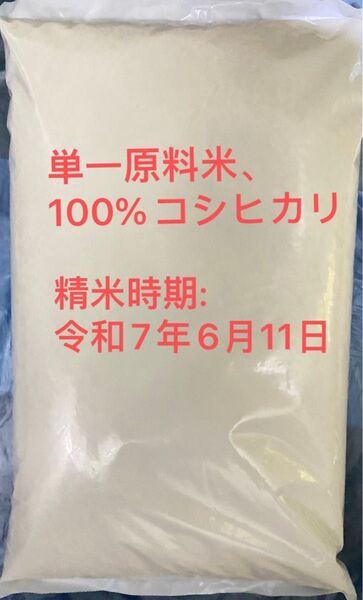 単一原料米、
100%コシヒカリ
精米時期:
令和7年6月11日